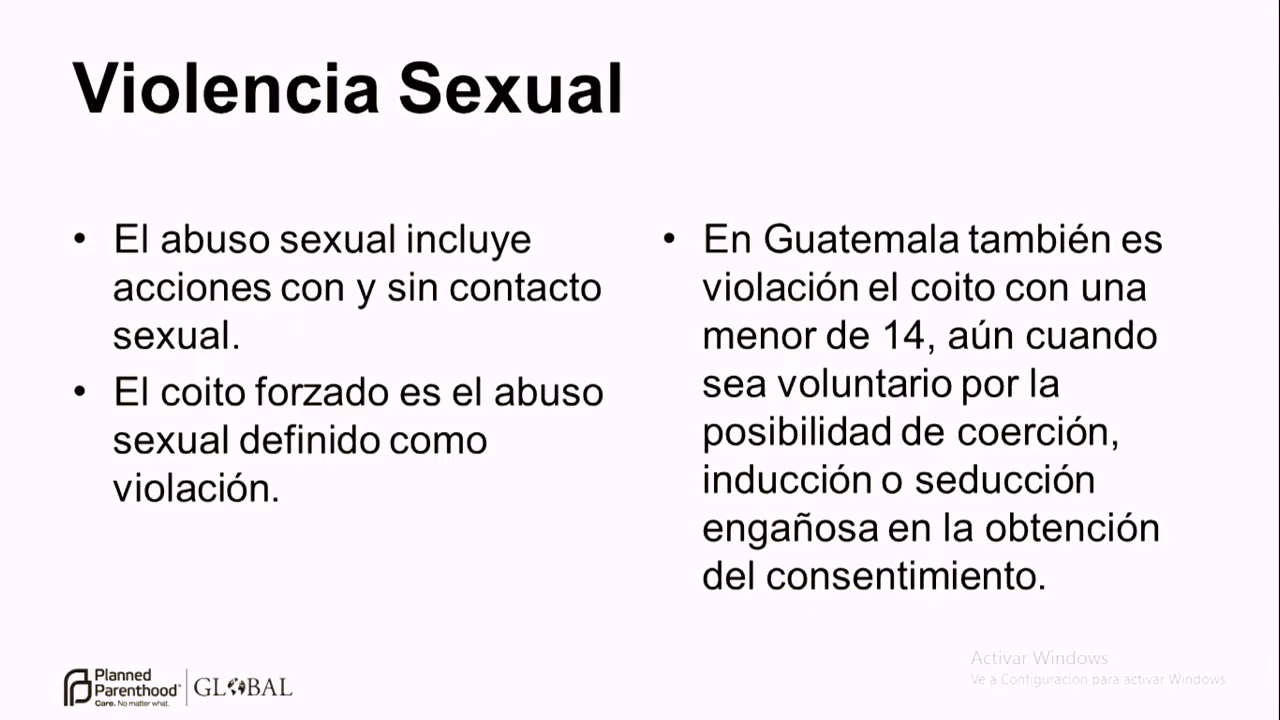 Violencia Sexual
• El abuso sexual incluye
acciones con y sin contacto
sexual.
• El coito forzado es el abuso
sexual definido como
violación.
• En Guatemala también es
violación el coito con una
menor de 14, aún cuando
sea voluntario por la
posibilidad de coerción,
inducción o seducción
engañosa en la obtención
del consentimiento.
Planned
Parenthood
Care. No matter what.
GLOBAL
Activar Windows
Ve a Configuración para activar Windows.